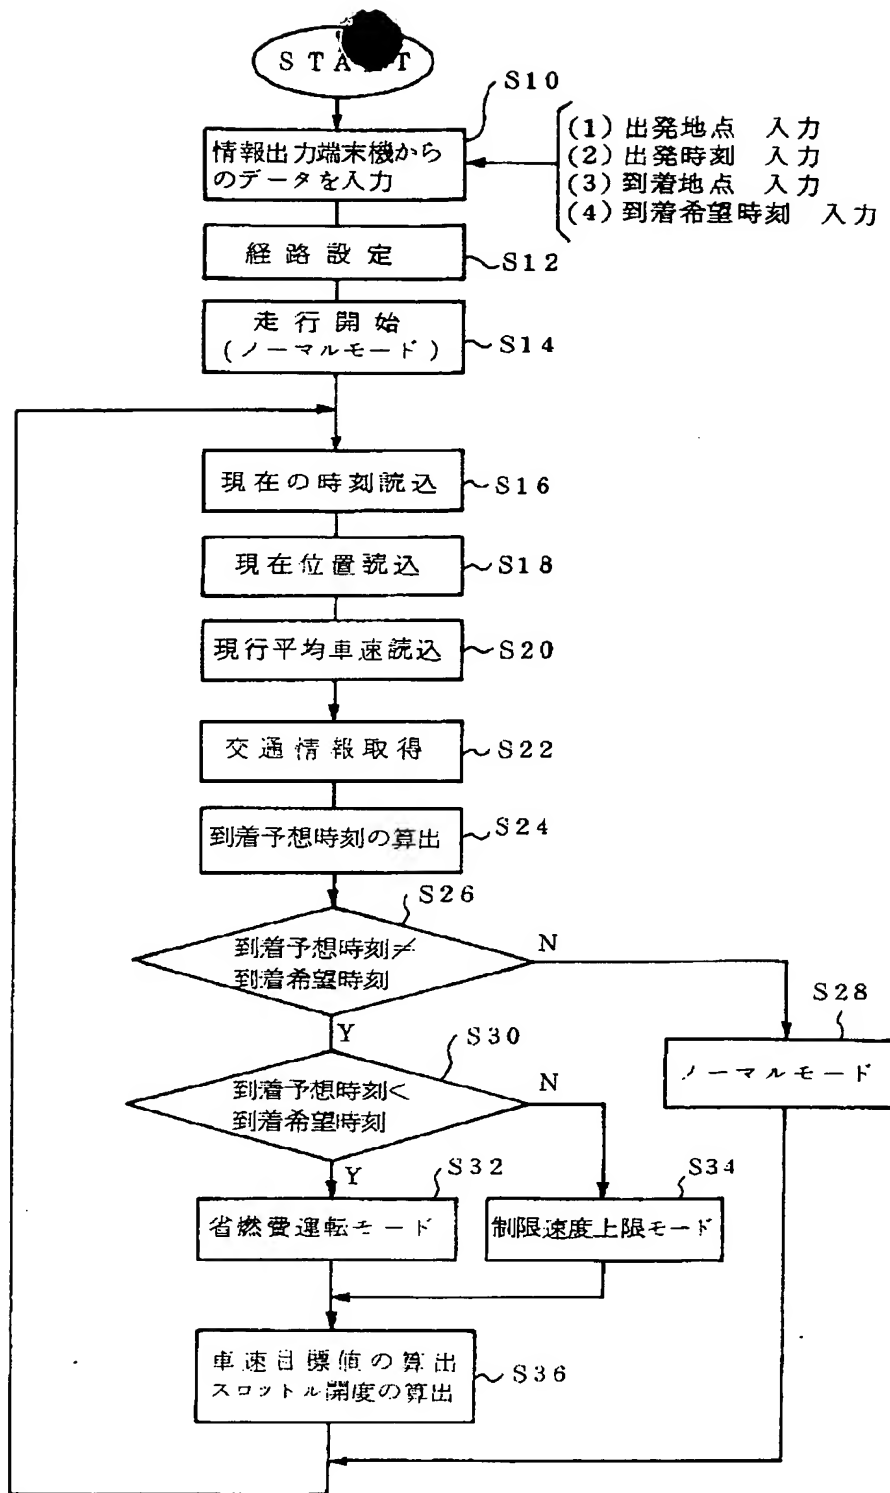 START
S10
情報出力端末機から
のデータを入力
(1)出発地点 入力
(2)出発時刻 入力
(3)到着地点 入力
(4)到着希望時刻 入力
経路設定
S12
走行開始
(ノーマルモード)
S14
現在の時刻読込
S16
現在位置読込
S18
現行平均車速読込
S20
交通情報取得
S22
到着予想時刻の算出
S24
S26
到着予想時刻≠
到着希望時刻
N
Y
S28
ノーマルモード
S30
到着予想時刻<
到着希望時刻
N
Y
S32
省燃費運転モード
S34
制限速度上限モード
車速目標値の算出
スロットル開度の算出
S36